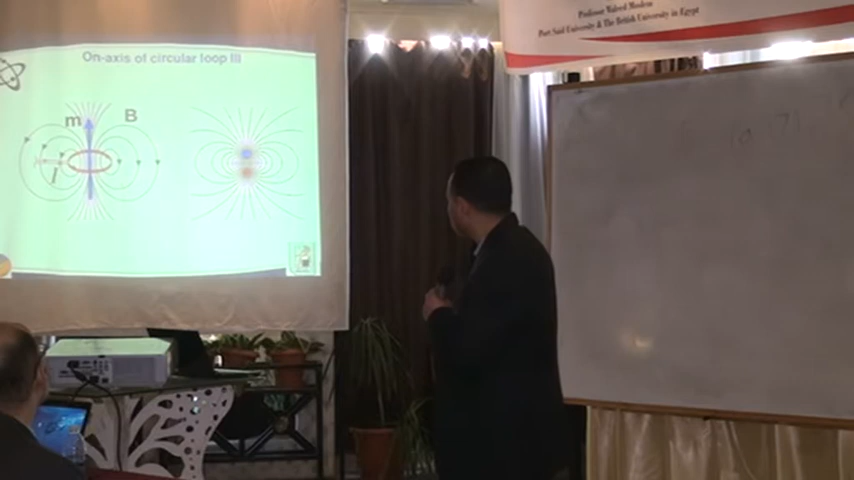 On-axis of circular loop III
m
B
I
Professor Waleed Moslem
Port Said University & The British University in Egypt